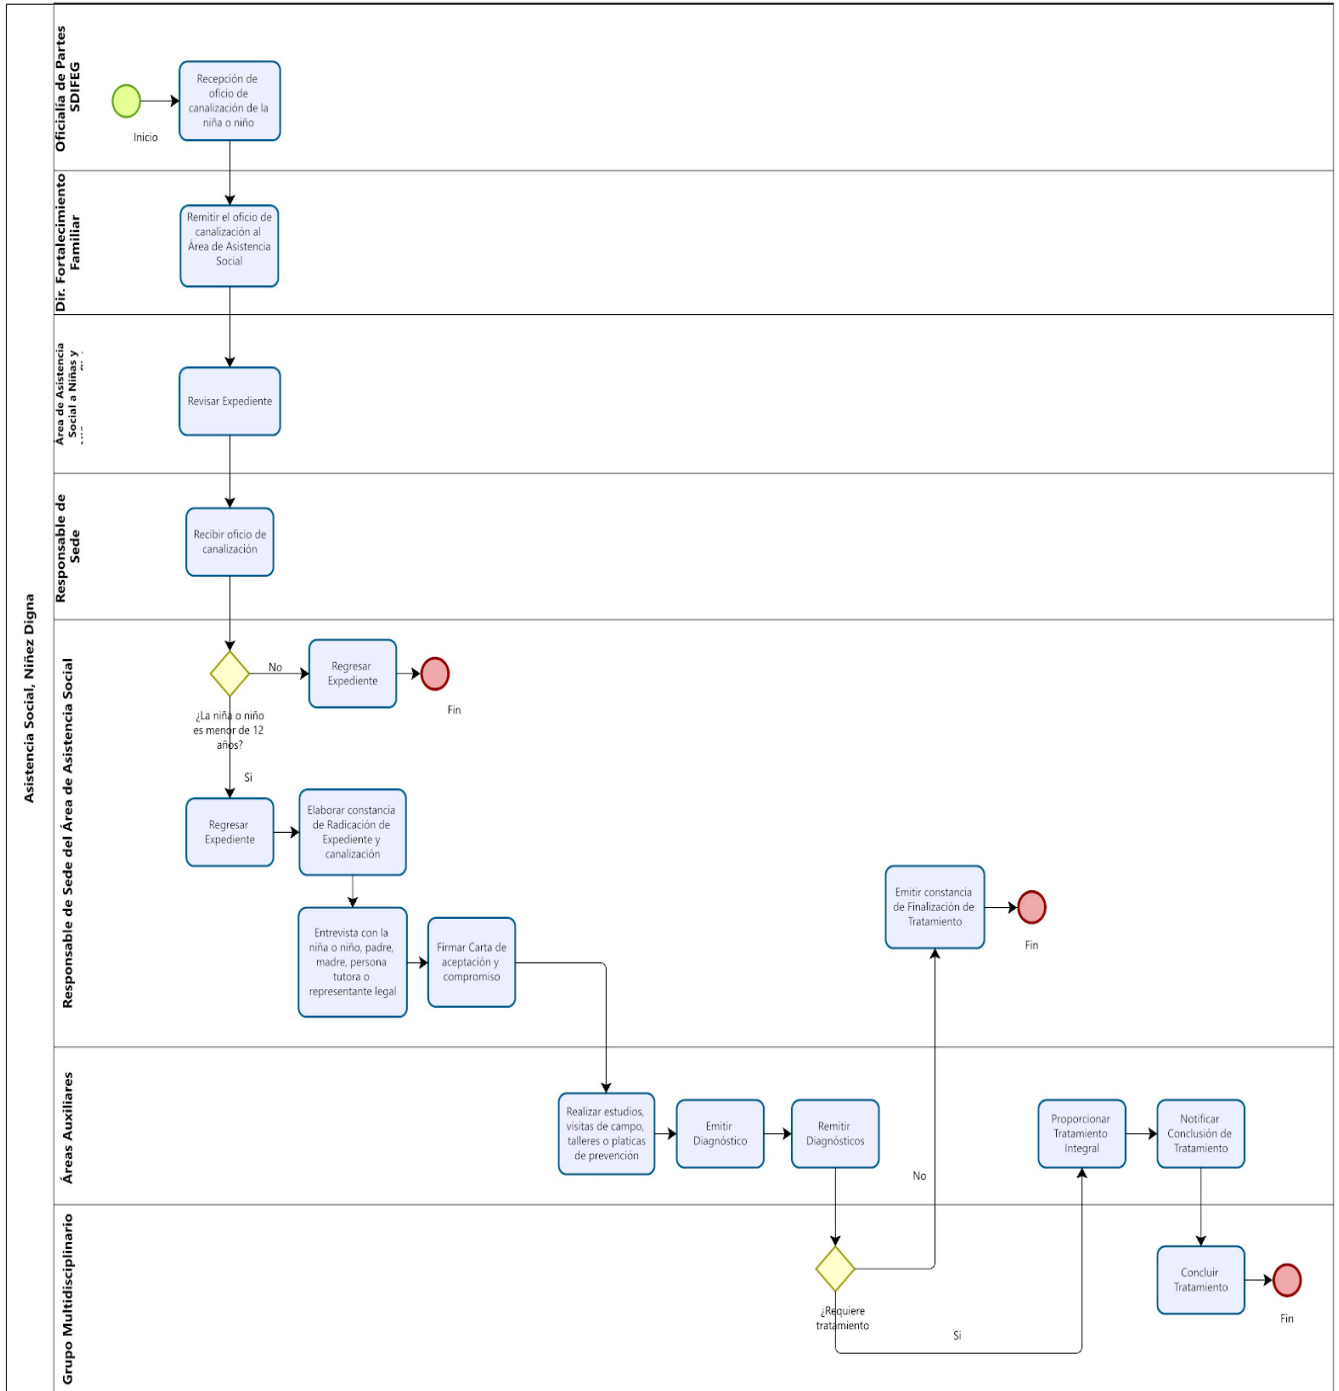 Asistencia Social, Niñez Digna
Oficialía de Partes
SDIFEG
Inicio
Recepción de
oficio de
canalización de la
niña o niño
Dir. Fortalecimiento
Familiar
Remitir el oficio de
canalización al
Área de Asistencia
Social
Área de Asistencia
Social a Niñas y
Revisar Expediente
Responsable de
Sede
Recibir oficio de
canalización
Responsable de Sede del Área de Asistencia Social
¿La niña o niño
es menor de 12
años?
No
Regresar
Expediente
Fin
Si
Regresar
Expediente
Elaborar constancia
de Radicación de
Expediente y
canalización
Entrevista con la
niña o niño, padre,
madre, persona
tutora o
representante legal
Firmar Carta de
aceptación y
compromiso
Emitir constancia
de Finalización de
Tratamiento
Fin
Áreas Auxiliares
Realizar estudios,
visitas de campo,
talleres o platicas
de prevención
Emitir
Diagnóstico
Remitir
Diagnósticos
No
Proporcionar
Tratamiento
Integral
Notificar
Conclusión de
Tratamiento
Grupo Multidisciplinario
¿Requiere
tratamiento
Si
Concluir
Tratamiento
Fin